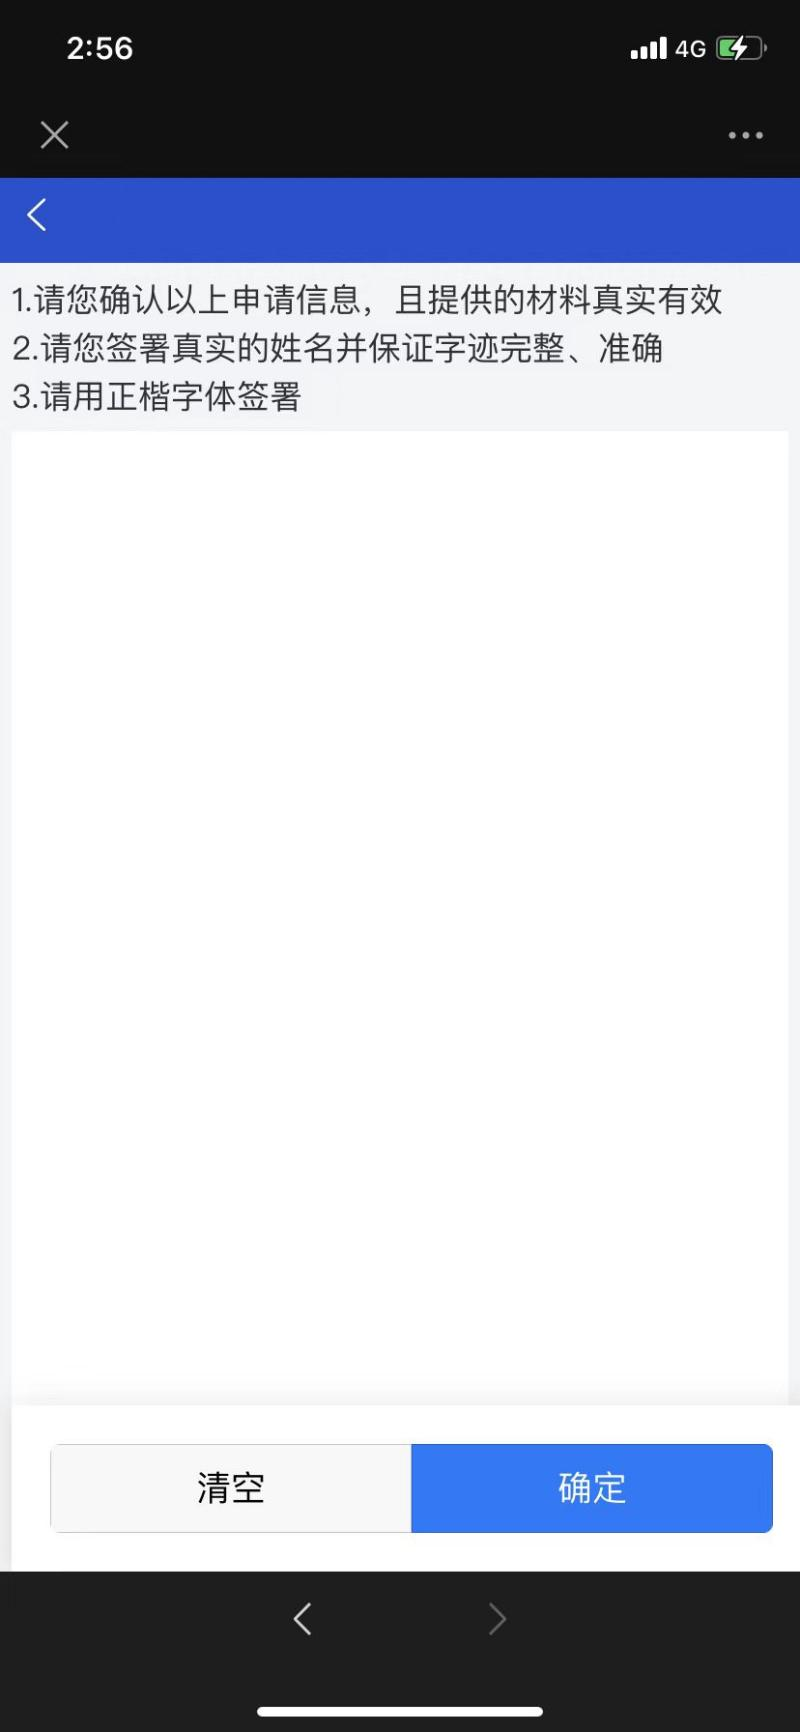 2:56
4G
1.请您确认以上申请信息，且提供的材料真实有效
2.请您签署真实的姓名并保证字迹完整、准确
3.请用正楷字体签署
清空
确定